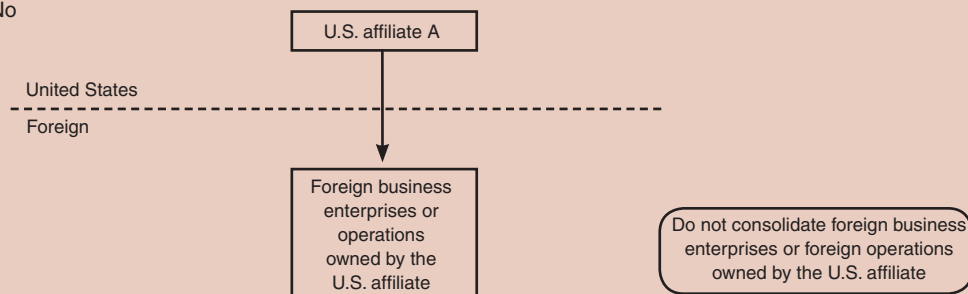 No
U.S. affiliate A
United States
Foreign
Foreign business
enterprises or
operations
owned by the
U.S. affiliate
Do not consolidate foreign business
enterprises or foreign operations
owned by the U.S. affiliate